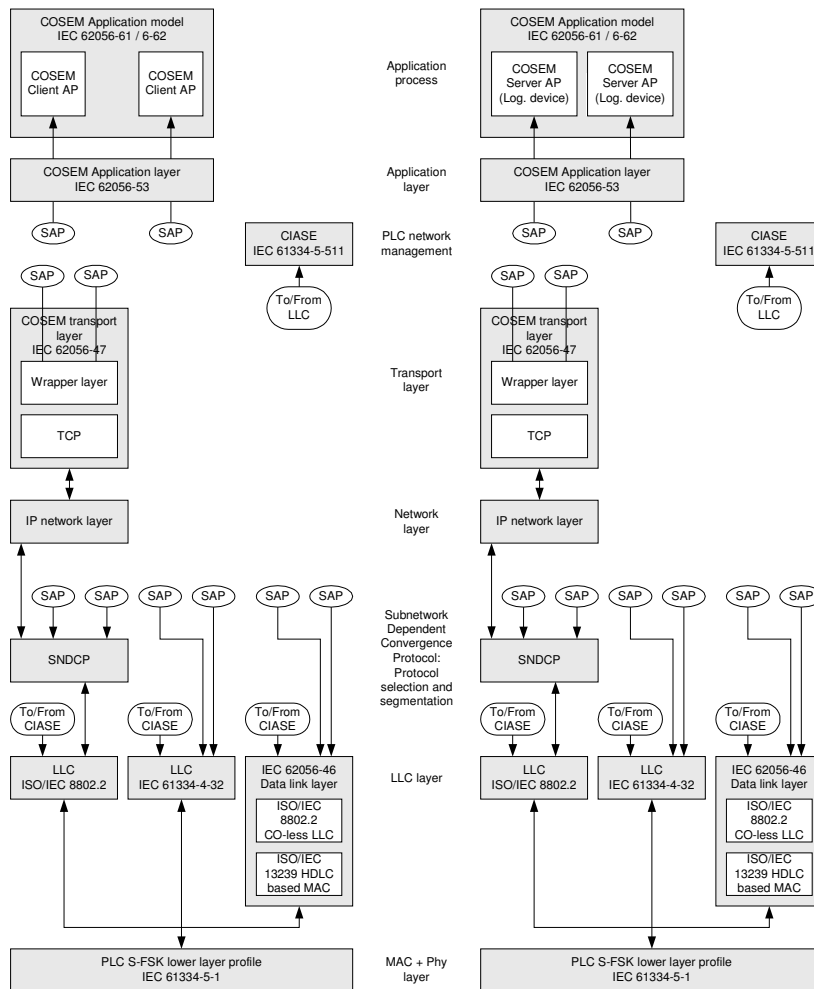 COSEM Application model
IEC 62056-61 / 6-62
COSEM
Client AP
COSEM
Client AP
Application
process
COSEM Application model
IEC 62056-61 / 6-62
COSEM
Server AP
(Log. device)
COSEM
Server AP
(Log. device)
COSEM Application layer
IEC 62056-53
Application
layer
COSEM Application layer
IEC 62056-53
SAP
SAP
CIASE
IEC 61334-5-511
PLC network
management
SAP
SAP
CIASE
IEC 61334-5-511
SAP
SAP
To/From
LLC
SAP
SAP
To/From
LLC
COSEM transport
layer
IEC 62056-47
Wrapper layer
TCP
Transport
layer
COSEM transport
layer
IEC 62056-47
Wrapper layer
TCP
IP network layer
Network
layer
IP network layer
SAP
SAP
SAP
SAP
SAP
SAP
Subnetwork
Dependent
Convergence
Protocol:
Protocol
selection and
segmentation
SAP
SAP
SAP
SAP
SAP
SAP
SNDCP
SNDCP
To/From
CIASE
To/From
CIASE
To/From
CIASE
To/From
CIASE
To/From
CIASE
To/From
CIASE
LLC
ISO/IEC 8802.2
LLC
IEC 61334-4-32
IEC 62056-46
Data link layer
ISO/IEC
8802.2
CO-less LLC
ISO/IEC
13239 HDLC
based MAC
LLC layer
LLC
ISO/IEC 8802.2
LLC
IEC 61334-4-32
IEC 62056-46
Data link layer
ISO/IEC
8802.2
CO-less LLC
ISO/IEC
13239 HDLC
based MAC
PLC S-FSK lower layer profile
IEC 61334-5-1
MAC + Phy
layer
PLC S-FSK lower layer profile
IEC 61334-5-1